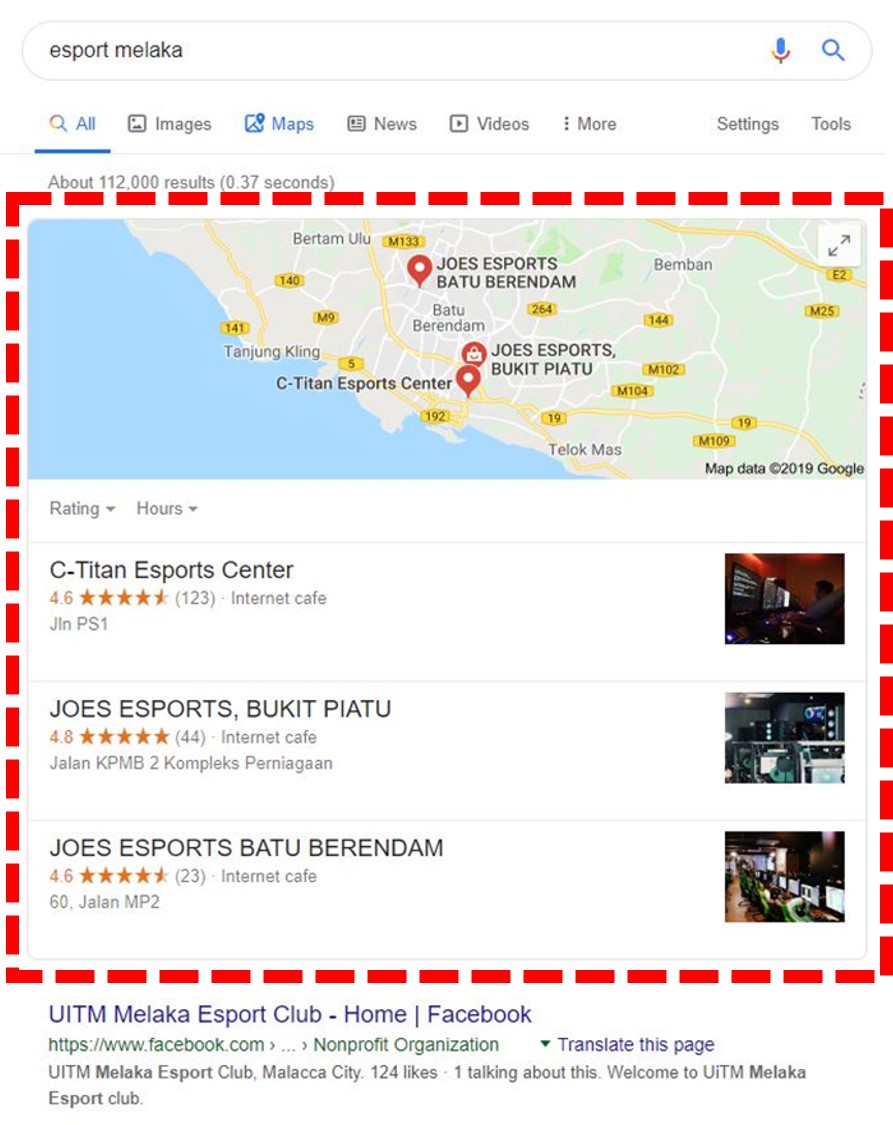 esport melaka
All Images Maps News Videos More Settings Tools
About 112,000 results (0.37 seconds)
Bertam Ulu
M133
JOES ESPORTS
BATU BERENDAM
Bemban
E2
140
M9
Batu
Berendam
264
M25
141
144
Tanjung Kling
5
JOES ESPORTS,
BUKIT PIATU
M102
C-Titan Esports Center
M104
192
19
19
M109
Telok Mas
Map data ©2019 Google
Rating Hours
C-Titan Esports Center
4.6 (123) · Internet cafe
Jln PS1
JOES ESPORTS, BUKIT PIATU
4.8 (44) · Internet cafe
Jalan KPMB 2 Kompleks Perniagaan
JOES ESPORTS BATU BERENDAM
4.6 (23) · Internet cafe
60, Jalan MP2
UITM Melaka Esport Club - Home | Facebook
https://www.facebook.com › ... › Nonprofit Organization Translate this page
UITM Melaka Esport Club, Malacca City. 124 likes · 1 talking about this. Welcome to UiTM Melaka
Esport club.